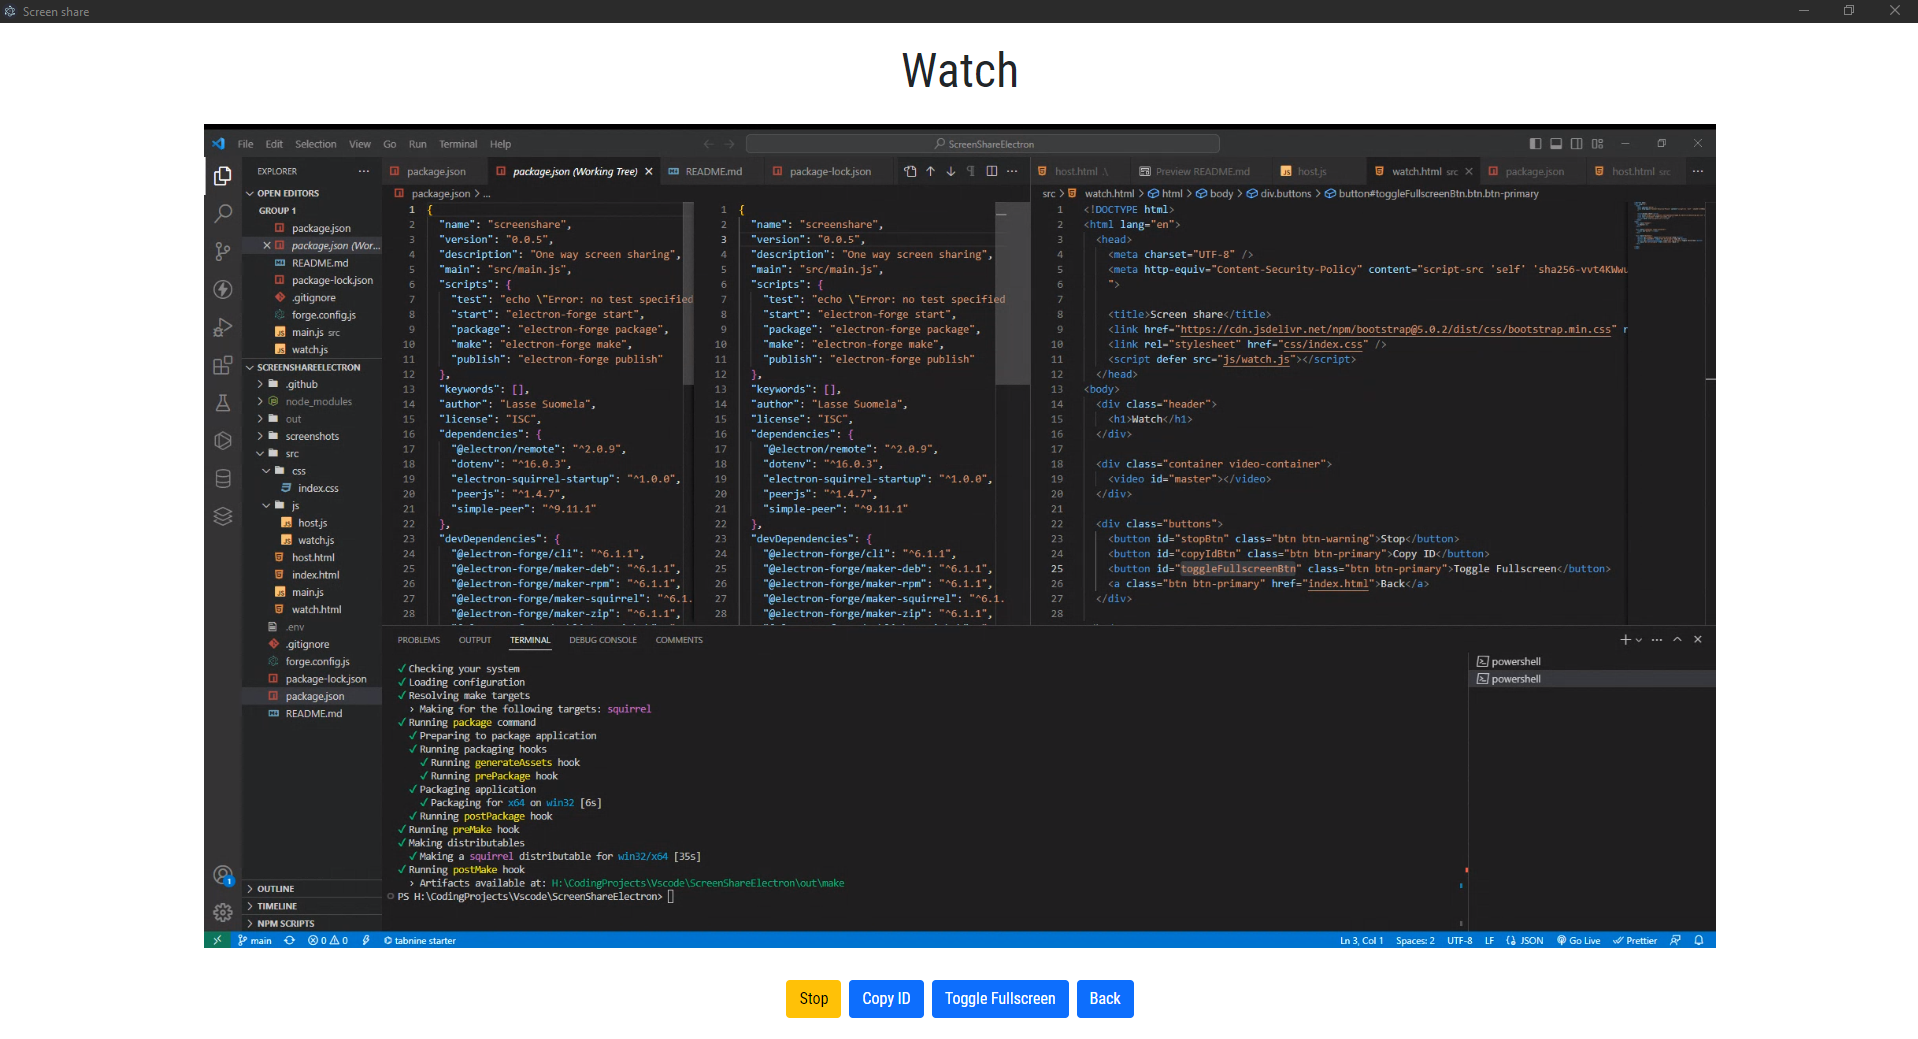 Screen share
Watch
File Edit Selection View Go Run Terminal Help
ScreenShareElectron
EXPLORER
OPEN EDITORS
GROUP 1
package.json
package.json (Wor...
README.md
package-lock.json
.gitignore
forge.config.js
main.js src
watch.js
SCREENSHAREELECTRON
.github
node_modules
out
screenshots
src
css
index.css
js
host.js
watch.js
host.html
index.html
main.js
watch.html
.env
.gitignore
forge.config.js
package-lock.json
package.json
README.md
OUTLINE
TIMELINE
NPM SCRIPTS
package.json
package.json (Working Tree)
README.md
package-lock.json
package.json > ...
1 {
2 "name": "screenshare",
3 "version": "0.0.5",
4 "description": "One way screen sharing",
5 "main": "src/main.js",
6 "scripts": {
7 "test": "echo \"Error: no test specified
8 "start": "electron-forge start",
9 "package": "electron-forge package",
10 "make": "electron-forge make",
11 "publish": "electron-forge publish"
12 },
13 "keywords": [],
14 "author": "Lasse Suomela",
15 "license": "ISC",
16 "dependencies": {
17 "@electron/remote": "^2.0.9",
18 "dotenv": "^16.0.3",
19 "electron-squirrel-startup": "^1.0.0",
20 "peerjs": "^1.4.7",
21 "simple-peer": "^9.11.1"
22 },
23 "devDependencies": {
24 "@electron-forge/cli": "^6.1.1",
25 "@electron-forge/maker-deb": "^6.1.1",
26 "@electron-forge/maker-rpm": "^6.1.1",
27 "@electron-forge/maker-squirrel": "^6.1.
28 "@electron-forge/maker-zip": "^6.1.1",
1 {
2 "name": "screenshare",
3 "version": "0.0.5",
4 "description": "One way screen sharing",
5 "main": "src/main.js",
6 "scripts": {
7 "test": "echo \"Error: no test specified
8 "start": "electron-forge start",
9 "package": "electron-forge package",
10 "make": "electron-forge make",
11 "publish": "electron-forge publish"
12 },
13 "keywords": [],
14 "author": "Lasse Suomela",
15 "license": "ISC",
16 "dependencies": {
17 "@electron/remote": "^2.0.9",
18 "dotenv": "^16.0.3",
19 "electron-squirrel-startup": "^1.0.0",
20 "peerjs": "^1.4.7",
21 "simple-peer": "^9.11.1"
22 },
23 "devDependencies": {
24 "@electron-forge/cli": "^6.1.1",
25 "@electron-forge/maker-deb": "^6.1.1",
26 "@electron-forge/maker-rpm": "^6.1.1",
27 "@electron-forge/maker-squirrel": "^6.1.
28 "@electron-forge/maker-zip": "^6.1.1",
host.html .\
Preview README.md
host.js
watch.html src
package.json
host.html src
src > watch.html > html > body > div.buttons > button#toggleFullscreenBtn.btn.btn-primary
1 <!DOCTYPE html>
2 <html lang="en">
3 <head>
4 <meta charset="UTF-8" />
5 <meta http-equiv="Content-Security-Policy" content="script-src 'self' 'sha256-vvt4KWwu
6 ">
7
8 <title>Screen share</title>
9 <link href="https://cdn.jsdelivr.net/npm/bootstrap@5.0.2/dist/css/bootstrap.min.css" r
10 <link rel="stylesheet" href="css/index.css" />
11 <script defer src="js/watch.js"></script>
12 </head>
13 <body>
14 <div class="header">
15 <h1>Watch</h1>
16 </div>
17
18 <div class="container video-container">
19 <video id="master"></video>
20 </div>
21
22 <div class="buttons">
23 <button id="stopBtn" class="btn btn-warning">Stop</button>
24 <button id="copyIdBtn" class="btn btn-primary">Copy ID</button>
25 <button id="toggleFullscreenBtn" class="btn btn-primary">Toggle Fullscreen</button>
26 <a class="btn btn-primary" href="index.html">Back</a>
27 </div>
28
PROBLEMS OUTPUT TERMINAL DEBUG CONSOLE COMMENTS
✓ Checking your system
✓ Loading configuration
✓ Resolving make targets
› Making for the following targets: squirrel
✓ Running package command
✓ Preparing to package application
✓ Running packaging hooks
✓ Running generateAssets hook
✓ Running prePackage hook
✓ Packaging application
✓ Packaging for x64 on win32 [6s]
✓ Running postPackage hook
✓ Running preMake hook
✓ Making distributables
✓ Making a squirrel distributable for win32/x64 [35s]
✓ Running postMake hook
› Artifacts available at: H:\CodingProjects\Vscode\ScreenShareElectron\out\make
PS H:\CodingProjects\Vscode\ScreenShareElectron>
powershell
powershell
1
main 0 0 tabnine starter
Ln 3, Col 1 Spaces: 2 UTF-8 LF JSON Go Live Prettier
Stop Copy ID Toggle Fullscreen Back